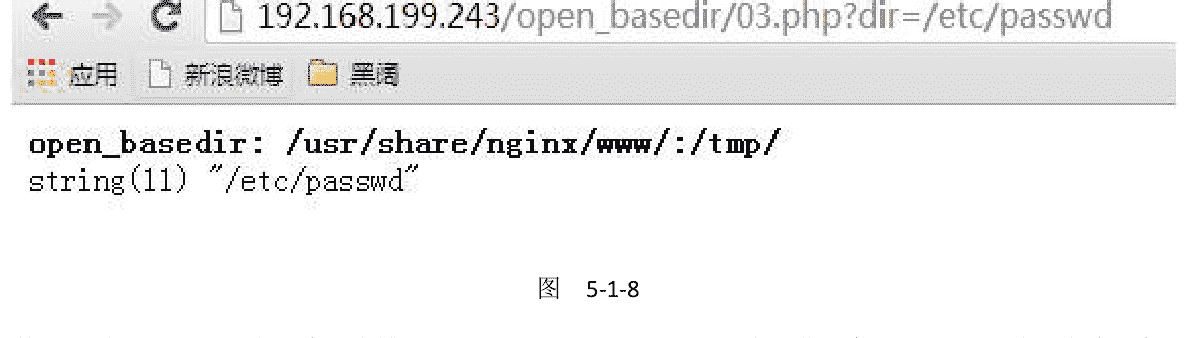 192.168.199.243/open_basedir/03.php?dir=/etc/passwd
应用 新浪微博 黑阔
open_basedir: /usr/share/nginx/www/:/tmp/
string(11) "/etc/passwd"
图 5-1-8